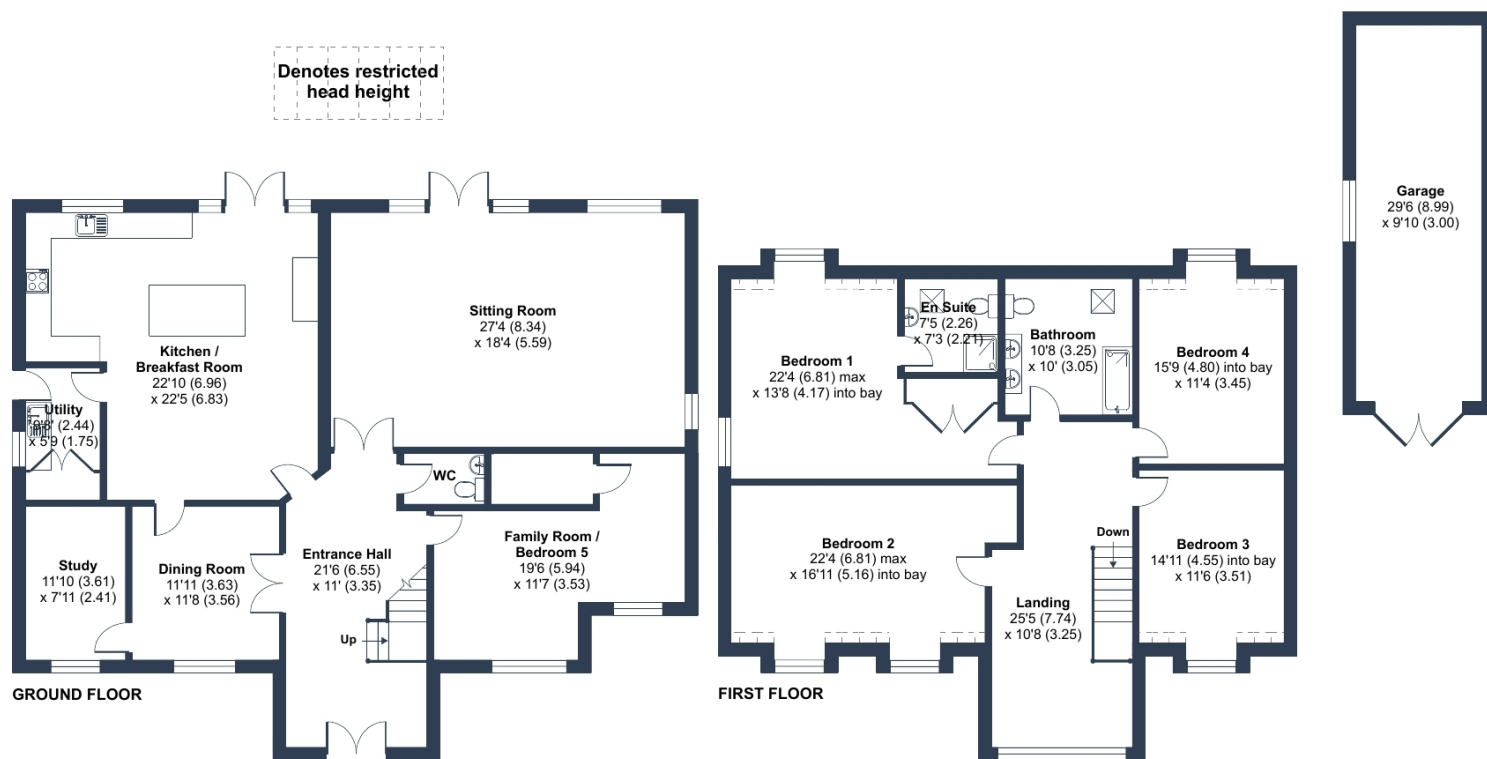 Denotes restricted
head height
Garage
29'6 (8.99)
x 9'10 (3.00)
Sitting Room
27'4 (8.34)
x 18'4 (5.59)
Kitchen /
Breakfast Room
22'10 (6.96)
x 22'5 (6.83)
Utility
(2.44)
x 5'9 (1.75)
WC
Study
11'10 (3.61)
x 7'11 (2.41)
Dining Room
11'11 (3.63)
x 11'8 (3.56)
Entrance Hall
21'6 (6.55)
x 11' (3.35)
Up
Family Room /
Bedroom 5
19'6 (5.94)
x 11'7 (3.53)
GROUND FLOOR
En Suite
7'5 (2.26)
x 7'3 (2.21)
Bathroom
10'8 (3.25)
x 10' (3.05)
Bedroom 1
22'4 (6.81) max
x 13'8 (4.17) into bay
Bedroom 4
15'9 (4.80) into bay
x 11'4 (3.45)
Bedroom 2
22'4 (6.81) max
x 16'11 (5.16) into bay
Down
Bedroom 3
14'11 (4.55) into bay
x 11'6 (3.51)
Landing
25'5 (7.74)
x 10'8 (3.25)
FIRST FLOOR